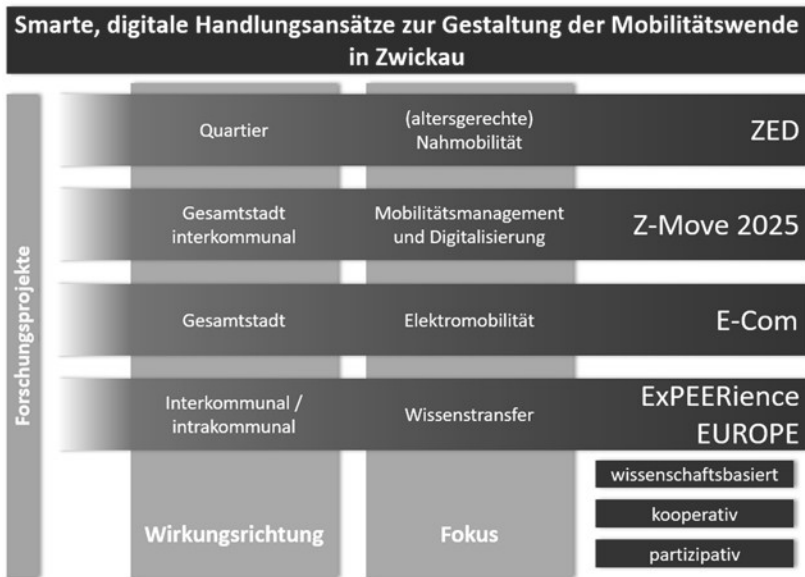 Smarte, digitale Handlungsansätze zur Gestaltung der Mobilitätswende
in Zwickau
Forschungsprojekte
Quartier
(altersgerechte)
Nahmobilität
ZED
Gesamtstadt
interkommunal
Mobilitätsmanagement
und Digitalisierung
Z-Move 2025
Gesamtstadt
Elektromobilität
E-Com
Interkommunal /
intrakommunal
Wissenstransfer
ExPEERience
EUROPE
Wirkungsrichtung
Fokus
wissenschaftsbasiert
kooperativ
partizipativ